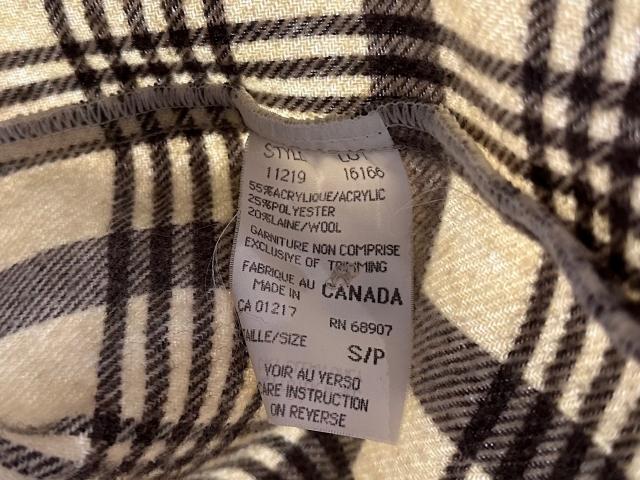 STYLE LOT
11219 16166
55%ACRYLIQUE/ACRYLIC
25%POLYESTER
20%LAINE/WOOL
GARNITURE NON COMPRISE
EXCLUSIVE OF TRIMMING
FABRIQUE AU
MADE IN CANADA
CA 01217 RN 68907
TAILLE/SIZE S/P
VOIR AU VERSO
CARE INSTRUCTION
ON REVERSE